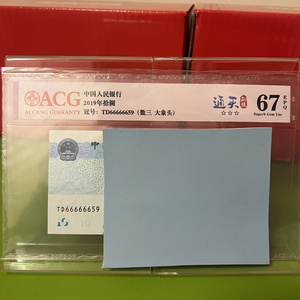 ACG
AI CANG GUARANTY
中国人民银行
2019年拾圆
冠号: TD66666659 (数三 大象头)
通天
☆☆☆
67
EPQ
Superb Gem Unc
中
TD66666659